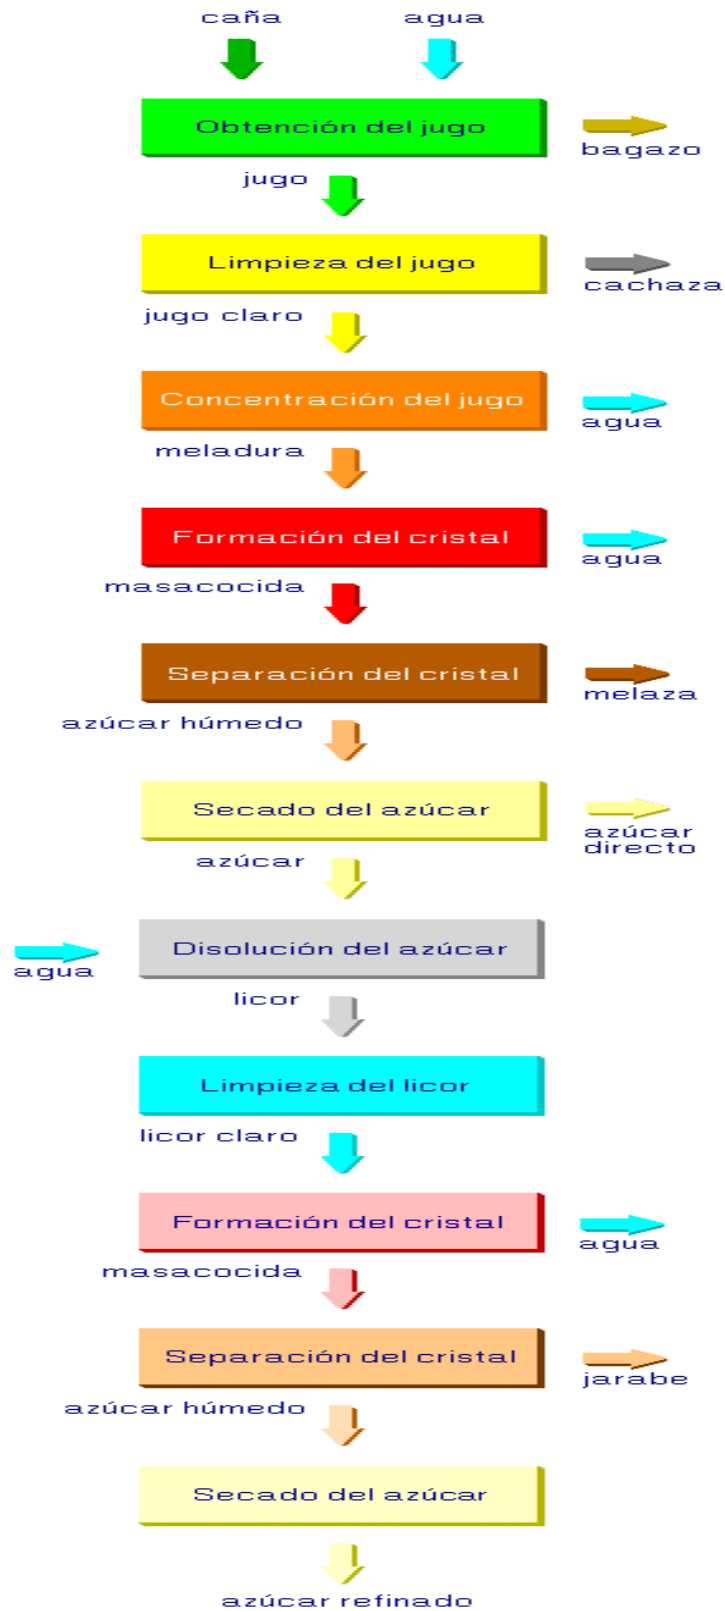 caña
agua
Obtención del jugo
bagazo
jugo
Limpieza del jugo
cachaza
jugo claro
Concentración del jugo
agua
meladura
Formación del cristal
agua
masacocida
Separación del cristal
melaza
azúcar húmedo
Secado del azúcar
azúcar
directo
azúcar
Disolución del azúcar
agua
licor
Limpieza del licor
licor claro
Formación del cristal
agua
masacocida
Separación del cristal
jarabe
azúcar húmedo
Secado del azúcar
azúcar refinado